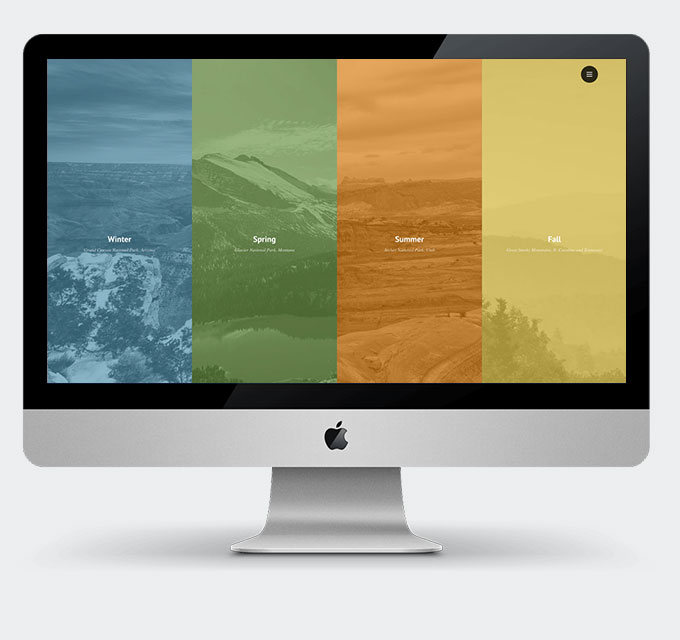 Winter
Grand Canyon National Park, Arizona
Spring
Glacier National Park, Montana
Summer
Arches National Park, Utah
Fall
Great Smoky Mountains, N. Carolina and Tennessee